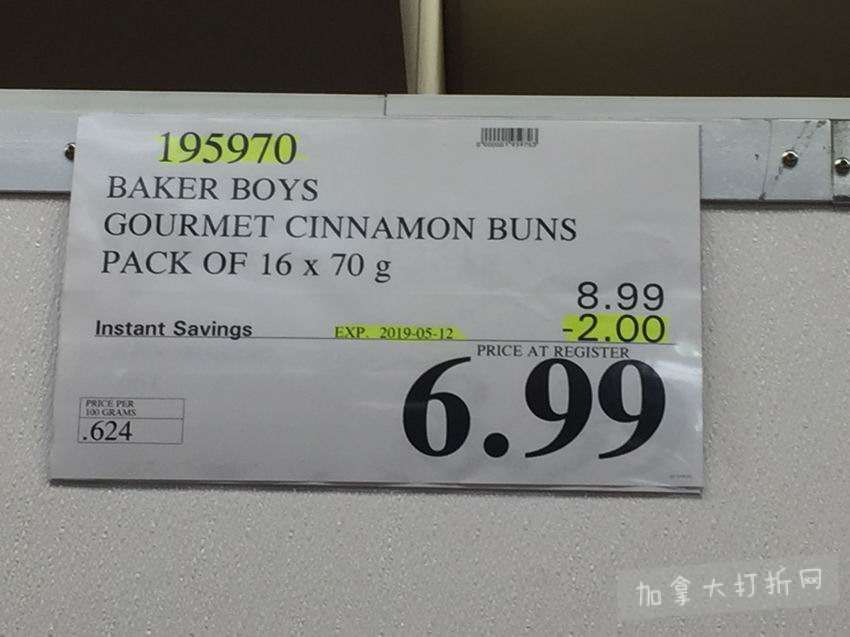 195970
BAKER BOYS
GOURMET CINNAMON BUNS
PACK OF 16 x 70 g
8.99
Instant Savings EXP. 2019-05-12 -2.00
PRICE AT REGISTER
6.99
PRICE PER
100 GRAMS
.624
加拿大打折网